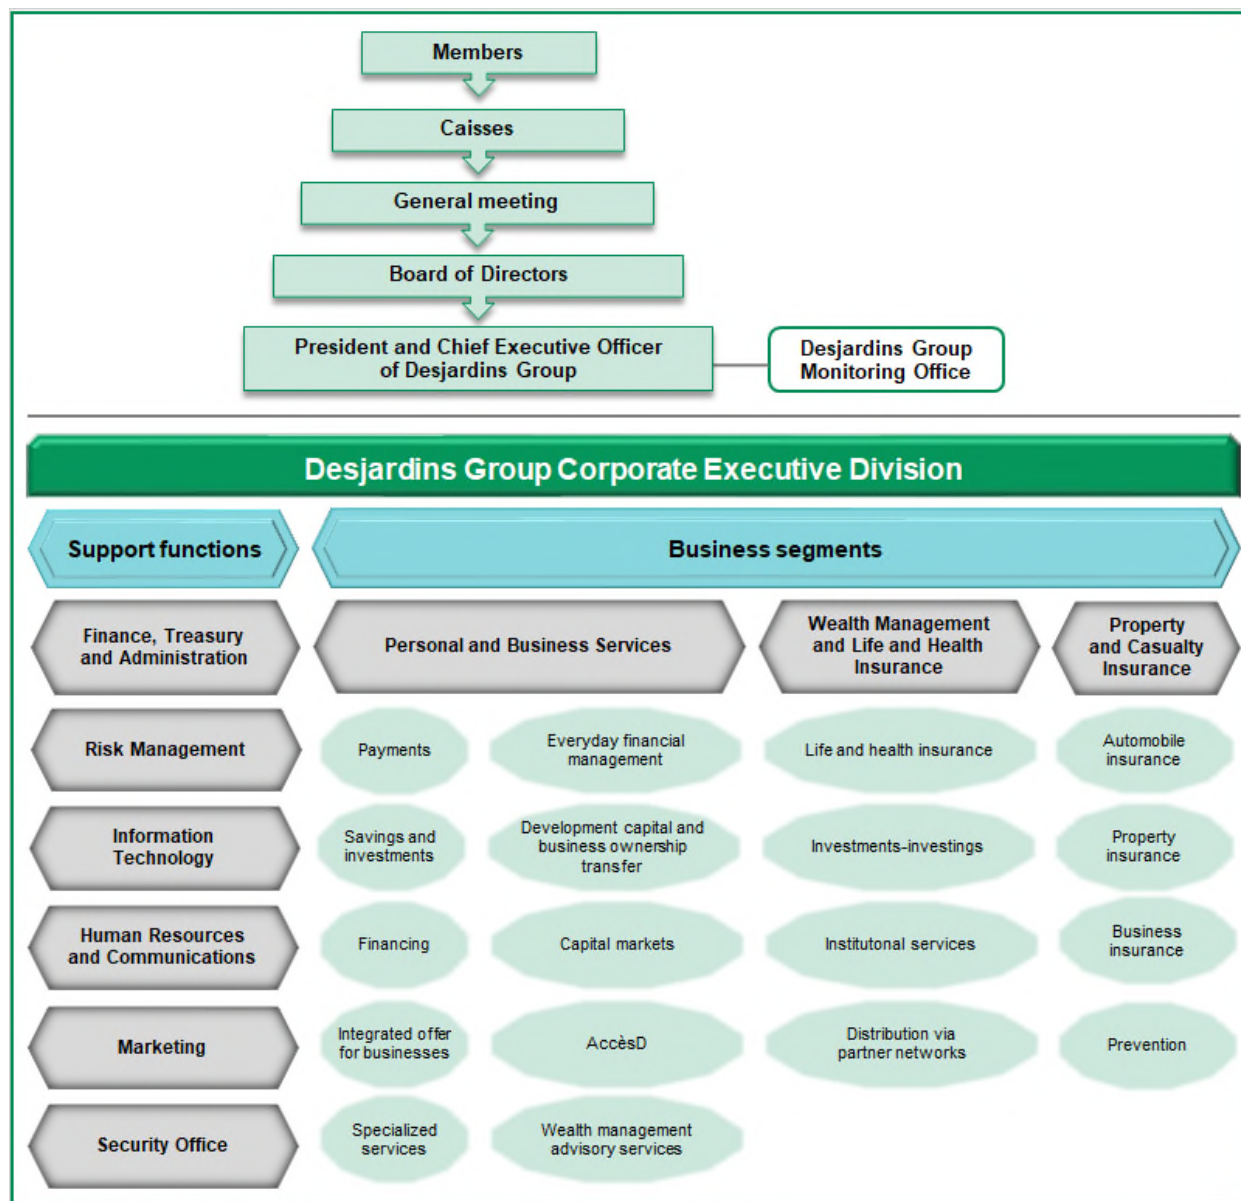 Members
Caisses
General meeting
Board of Directors
President and Chief Executive Officer
of Desjardins Group
Desjardins Group
Monitoring Office
Desjardins Group Corporate Executive Division
Support functions
Business segments
Finance, Treasury
and Administration
Personal and Business Services
Wealth Management
and Life and Health
Insurance
Property
and Casualty
Insurance
Risk Management
Payments
Everyday financial
management
Life and health insurance
Automobile
insurance
Information
Technology
Savings and
investments
Development capital and
business ownership
transfer
Investments-investings
Property
insurance
Human Resources
and Communications
Financing
Capital markets
Institutonal services
Business
insurance
Marketing
Integrated offer
for businesses
AccèsD
Distribution via
partner networks
Prevention
Security Office
Specialized
services
Wealth management
advisory services